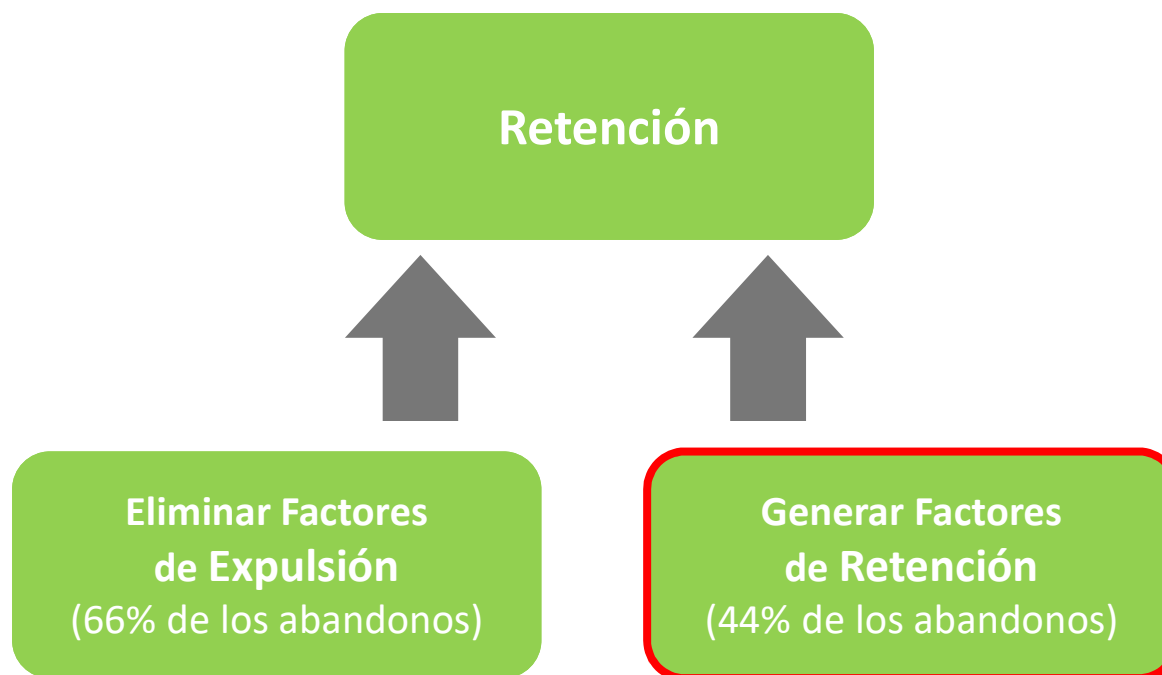 Retención
Eliminar Factores
de Expulsión
(66% de los abandonos)
Generar Factores
de Retención
(44% de los abandonos)